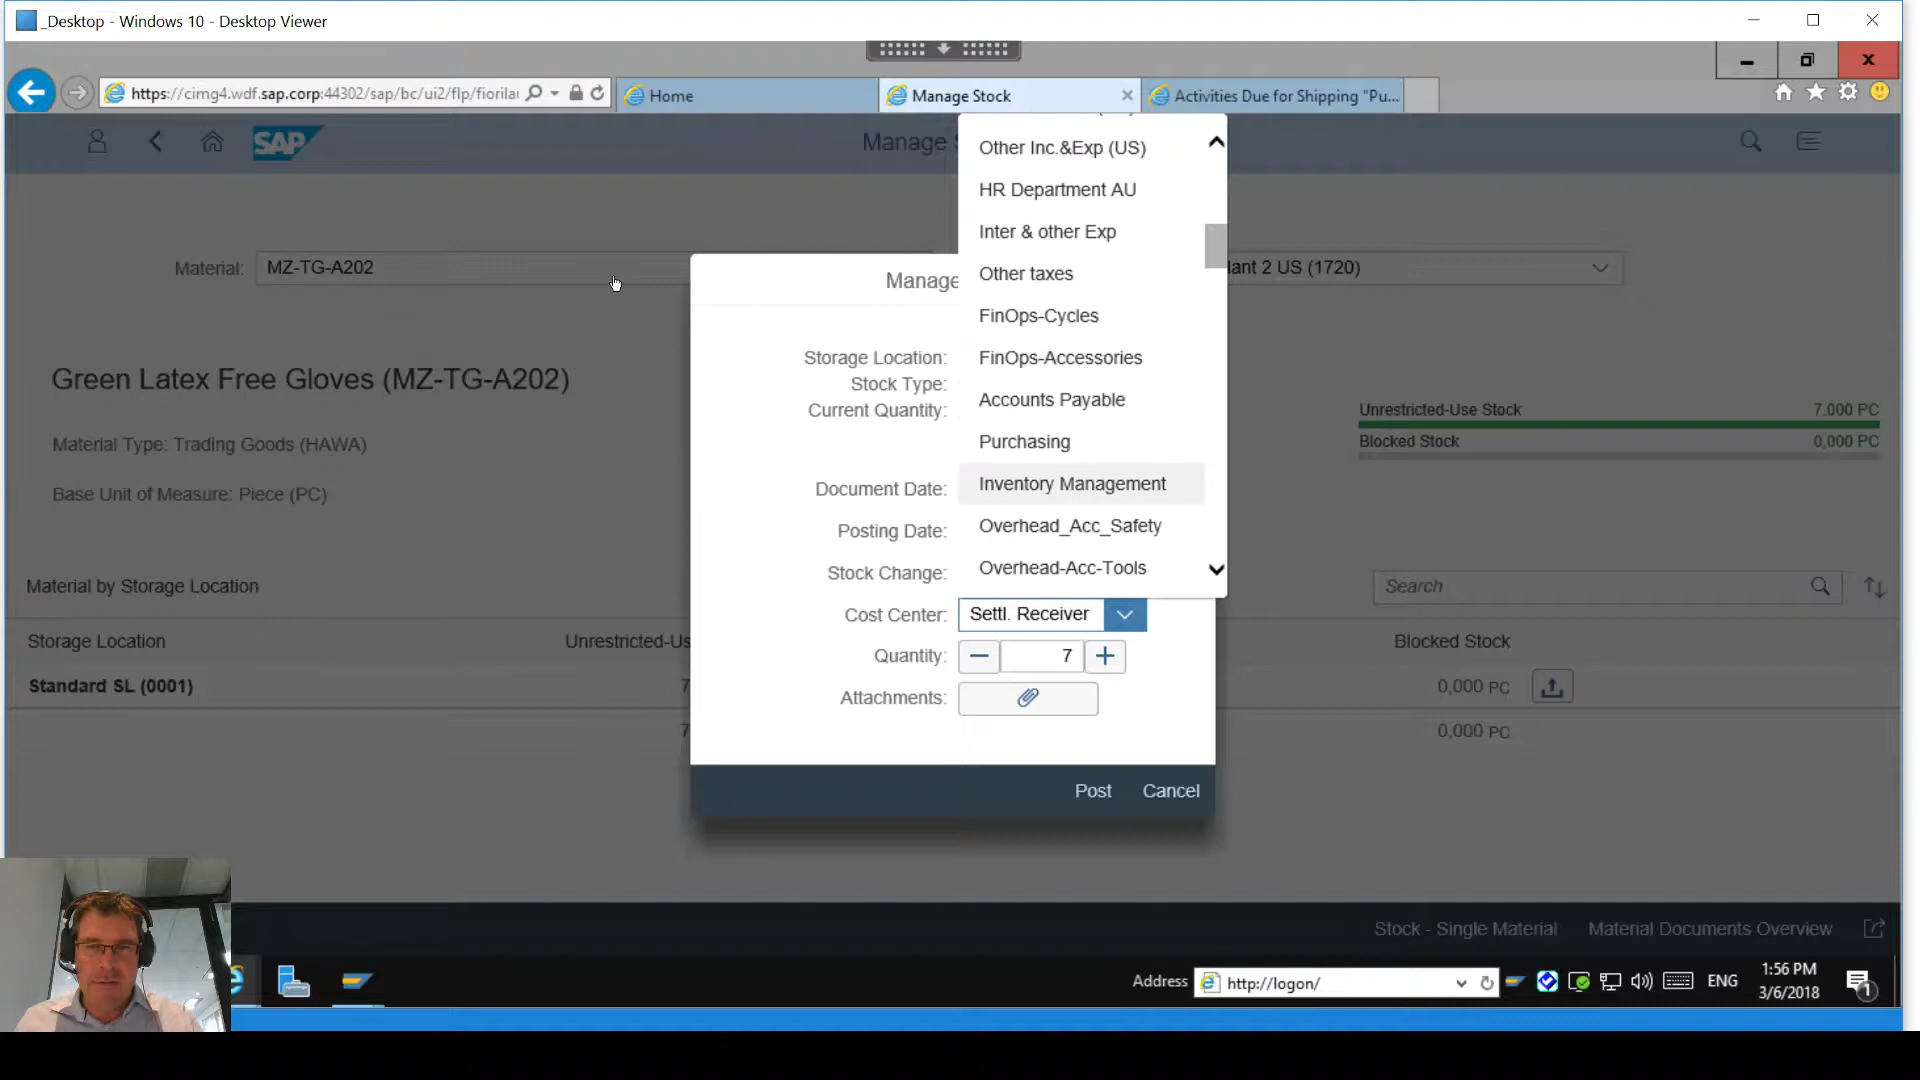 _Desktop - Windows 10 - Desktop Viewer
https://cimg4.wdf.sap.corp:44302/sap/bc/ui2/flp/fiorilau
Home
Manage Stock
Activities Due for Shipping "Pu...
SAP
Manage S
Other Inc.&Exp (US)
HR Department AU
Inter & other Exp
Other taxes
FinOps-Cycles
FinOps-Accessories
Accounts Payable
Purchasing
Inventory Management
Overhead_Acc_Safety
Overhead-Acc-Tools
Material:
MZ-TG-A202
lant 2 US (1720)
Manage
Storage Location:
Stock Type:
Current Quantity:
Green Latex Free Gloves (MZ-TG-A202)
Material Type: Trading Goods (HAWA)
Base Unit of Measure: Piece (PC)
Unrestricted-Use Stock
7.000 PC
Blocked Stock
0,000 PC
Document Date:
Posting Date:
Stock Change:
Cost Center:
Settl. Receiver
Quantity:
7
Attachments:
Post
Cancel
Material by Storage Location
Search
Storage Location
Unrestricted-Us
Blocked Stock
Standard SL (0001)
7
0,000 PC
7
0,000 PC
Stock - Single Material
Material Documents Overview
Address
http://logon/
ENG
1:56 PM
3/6/2018
1